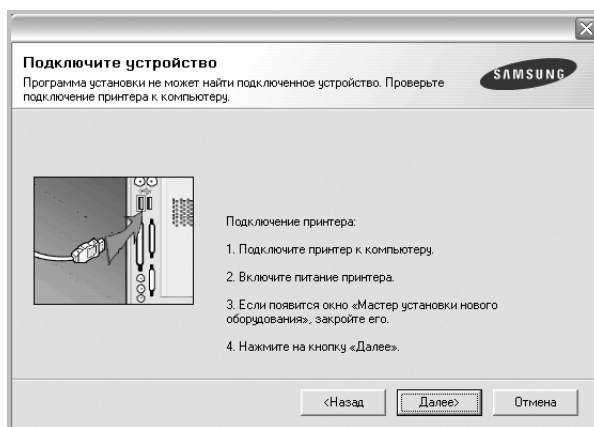 Подключите устройство
Программа установки не может найти подключенное устройство. Проверьте
подключение принтера к компьютеру.
SAMSUNG
Подключение принтера:
1. Подключите принтер к компьютеру.
2. Включите питание принтера.
3. Если появится окно «Мастер установки нового
оборудования», закройте его.
4. Нажмите на кнопку «Далее».
<Назад
Далее>
Отмена